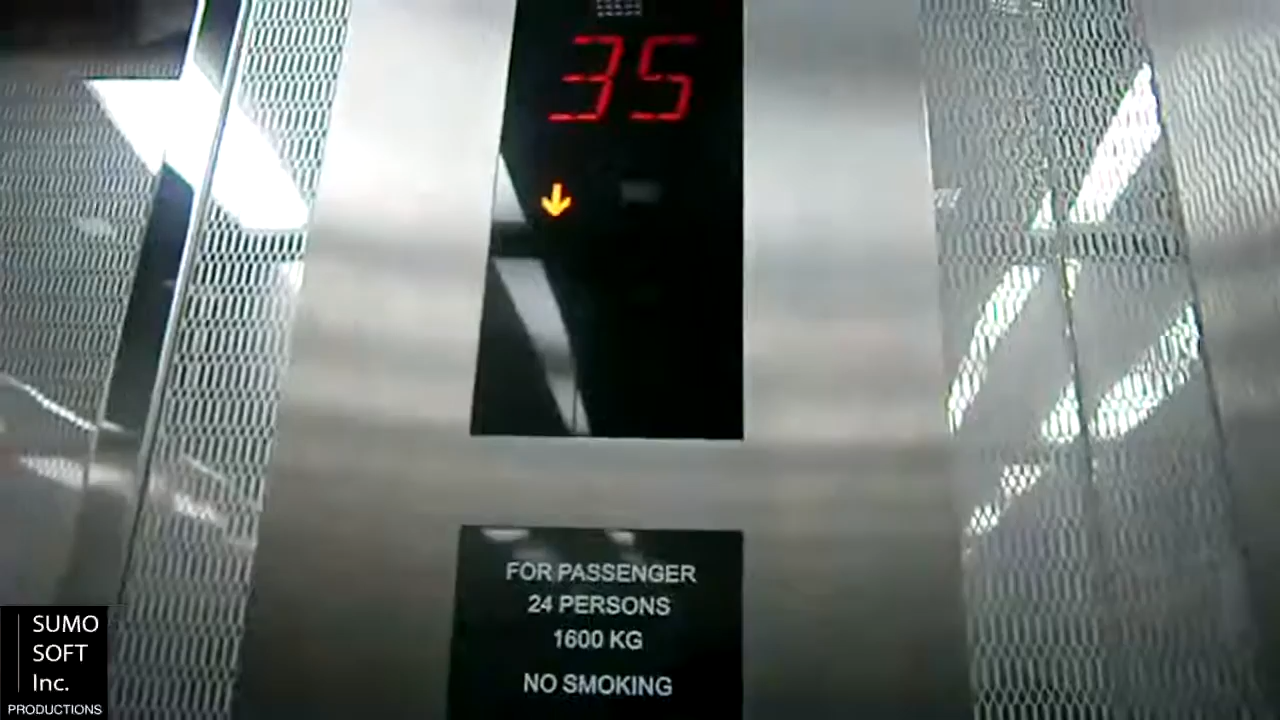 35
FOR PASSENGER
24 PERSONS
1600 KG
NO SMOKING
SUMO
SOFT
Inc.
PRODUCTIONS